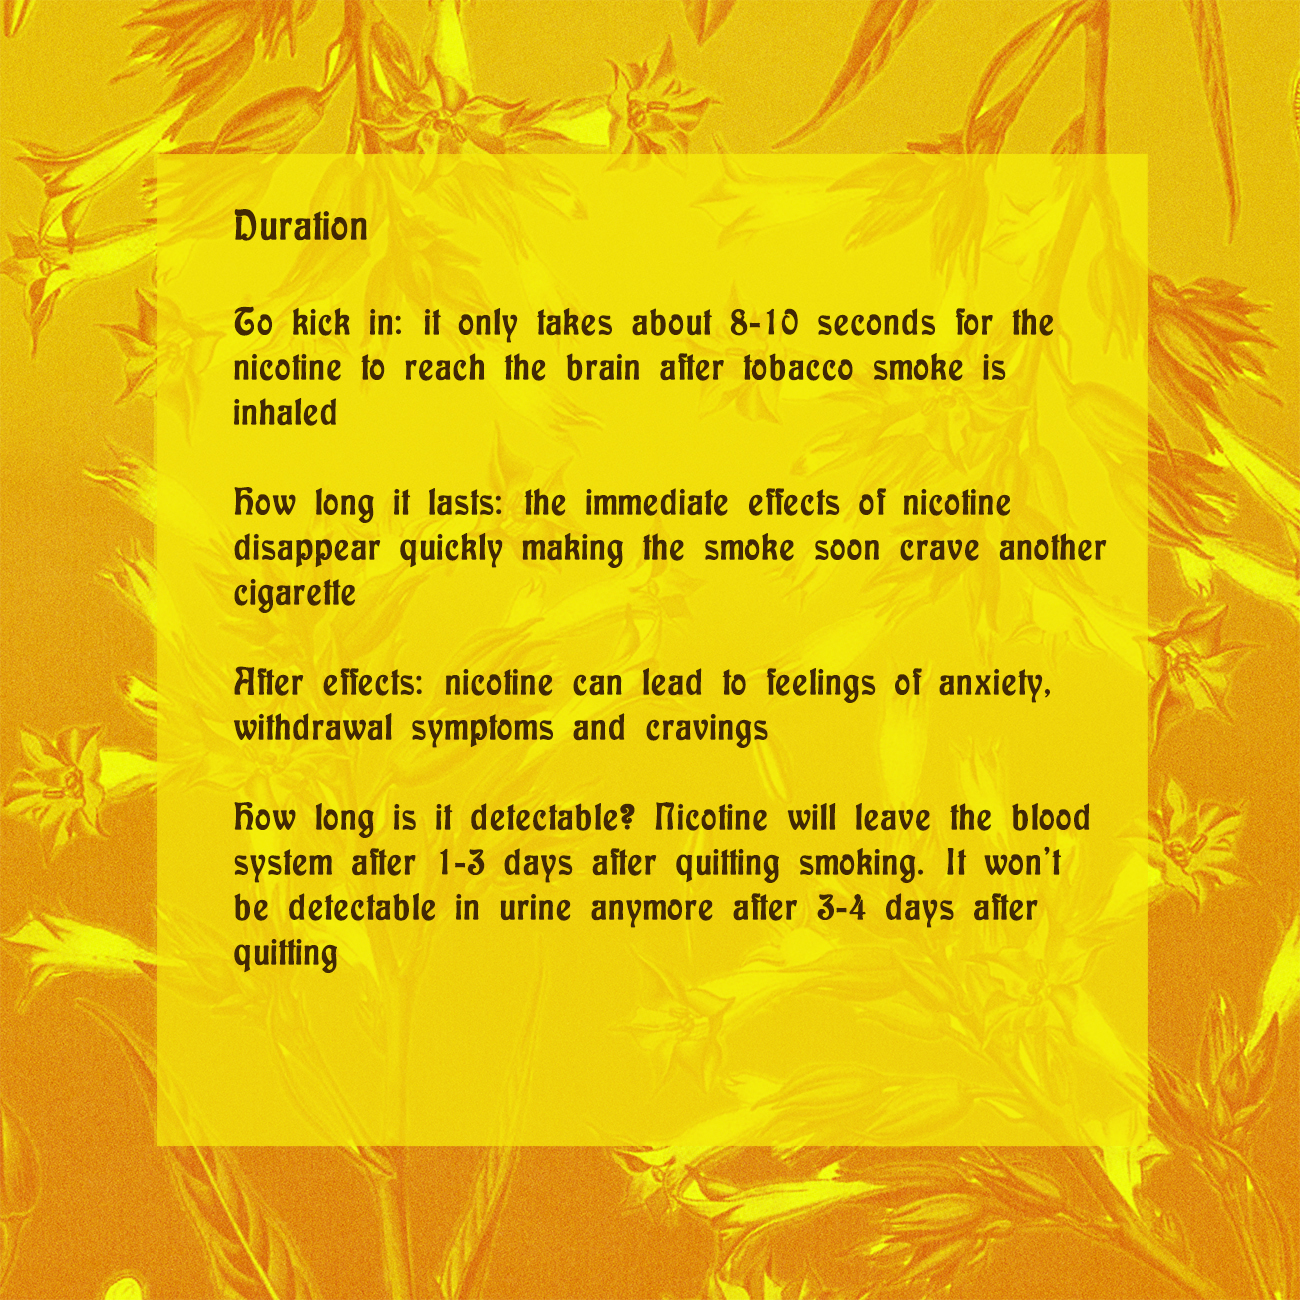 Duration
To kick in: it only takes about 8-10 seconds for the
nicotine to reach the brain after tobacco smoke is
inhaled
How long it lasts: the immediate effects of nicotine
disappear quickly making the smoke soon crave another
cigarette
After effects: nicotine can lead to feelings of anxiety,
withdrawal symptoms and cravings
How long is it detectable? Nicotine will leave the blood
system after 1-3 days after quitting smoking. It won't
be detectable in urine anymore after 3-4 days after
quitting